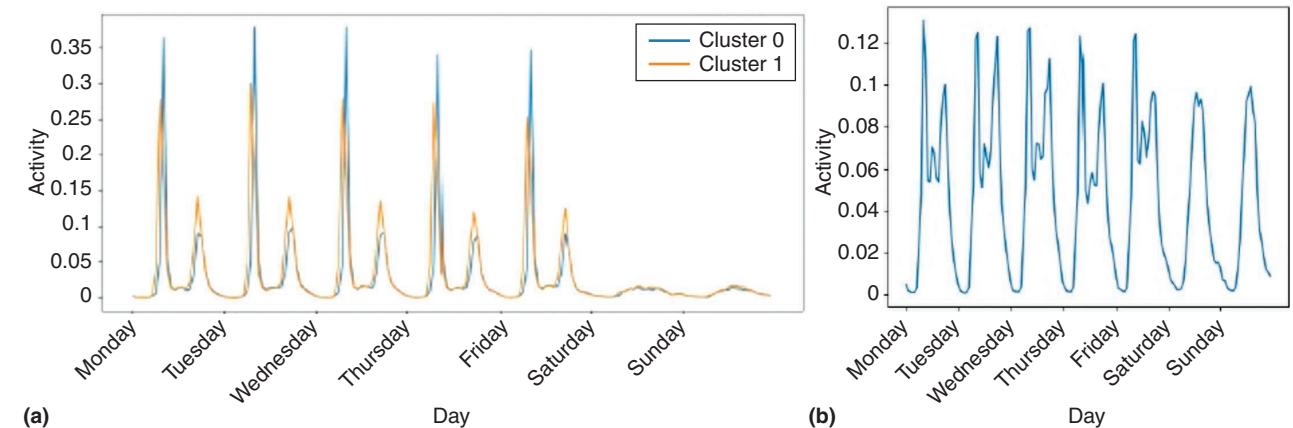 Cluster 0
Cluster 1
Activity
0.35
0.3
0.25
0.2
0.15
0.1
0.05
0
Monday
Tuesday
Wednesday
Thursday
Friday
Saturday
Sunday
Day
(a)
Activity
0.12
0.1
0.08
0.06
0.04
0.02
0
Monday
Tuesday
Wednesday
Thursday
Friday
Saturday
Sunday
Day
(b)